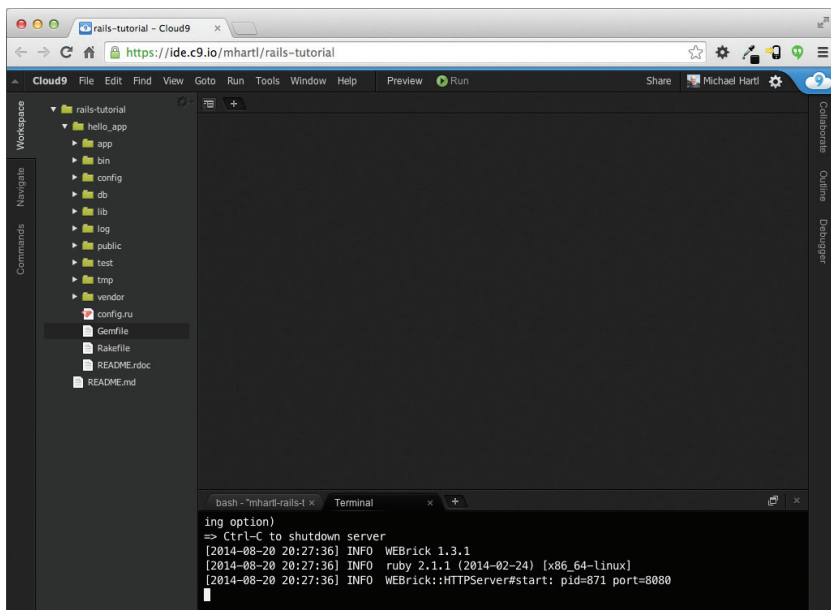 rails-tutorial - Cloud9
https://ide.c9.io/mhartl/rails-tutorial
Cloud9 File Edit Find View Goto Run Tools Window Help Preview Run Share Michael Hartl
Workspace
Navigate
Commands
rails-tutorial
hello_app
app
bin
config
db
lib
log
public
test
tmp
vendor
config.ru
Gemfile
Rakefile
README.rdoc
README.md
Collaborate
Outline
Debugger
bash - "mhartl-rails-t Terminal
ing option)
=> Ctrl-C to shutdown server
[2014-08-20 20:27:36] INFO  WEBrick 1.3.1
[2014-08-20 20:27:36] INFO  ruby 2.1.1 (2014-02-24) [x86_64-linux]
[2014-08-20 20:27:36] INFO  WEBrick::HTTPServer#start: pid=871 port=8080